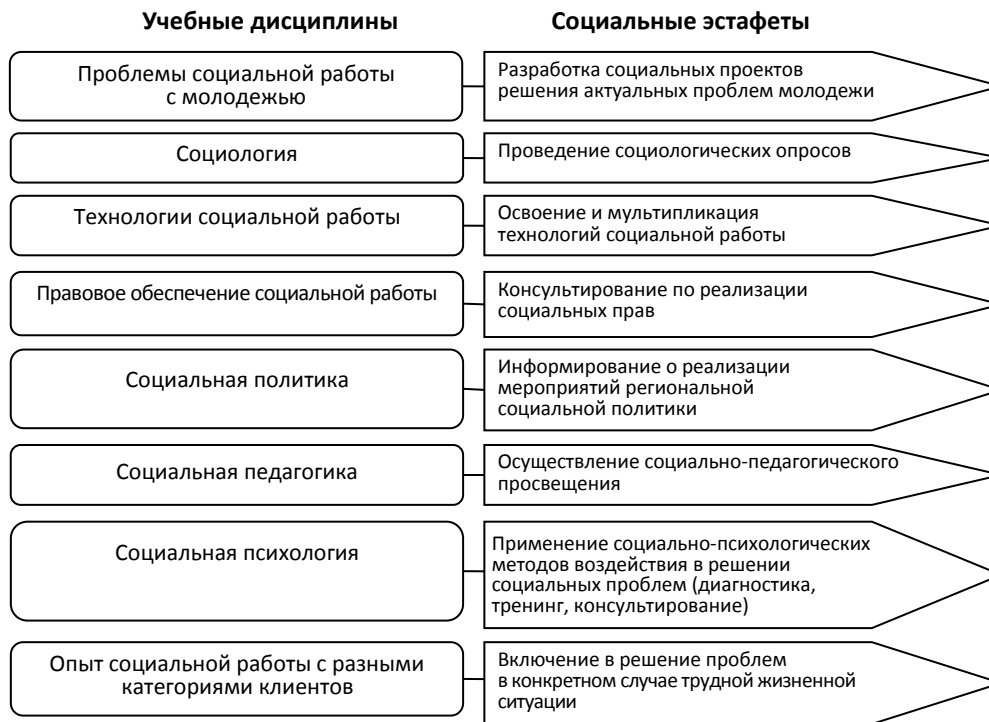 Учебные дисциплины
Социальные эстафеты
Проблемы социальной работы
с молодежью
Разработка социальных проектов
решения актуальных проблем молодежи
Социология
Проведение социологических опросов
Технологии социальной работы
Освоение и мультипликация
технологий социальной работы
Правовое обеспечение социальной работы
Консультирование по реализации
социальных прав
Социальная политика
Информирование о реализации
мероприятий региональной
социальной политики
Социальная педагогика
Осуществление социально-педагогического
просвещения
Социальная психология
Применение социально-психологических
методов воздействия в решении
социальных проблем (диагностика,
тренинг, консультирование)
Опыт социальной работы с разными
категориями клиентов
Включение в решение проблем
в конкретном случае трудной жизненной
ситуации